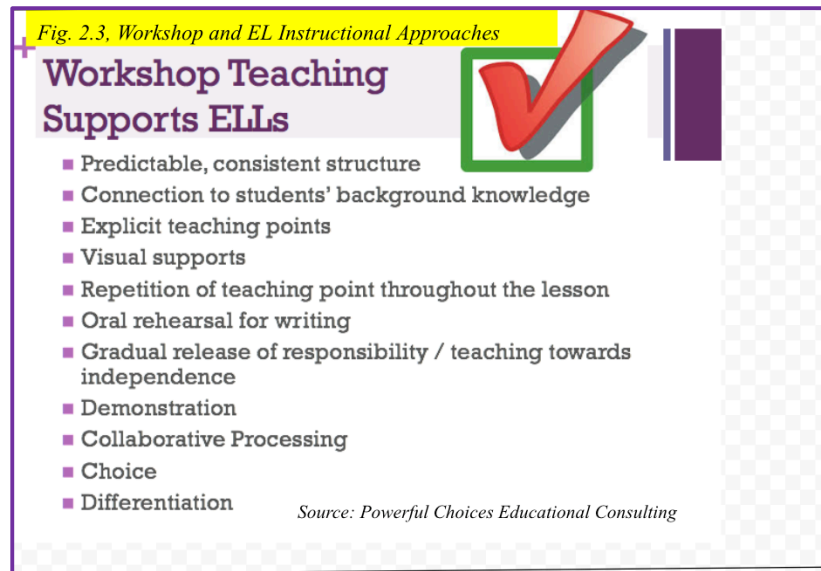 Fig. 2.3, Workshop and EL Instructional Approaches
+
Workshop Teaching
Supports ELLs
■ Predictable, consistent structure
■ Connection to students’ background knowledge
■ Explicit teaching points
■ Visual supports
■ Repetition of teaching point throughout the lesson
■ Oral rehearsal for writing
■ Gradual release of responsibility / teaching towards
independence
■ Demonstration
■ Collaborative Processing
■ Choice
■ Differentiation
Source: Powerful Choices Educational Consulting